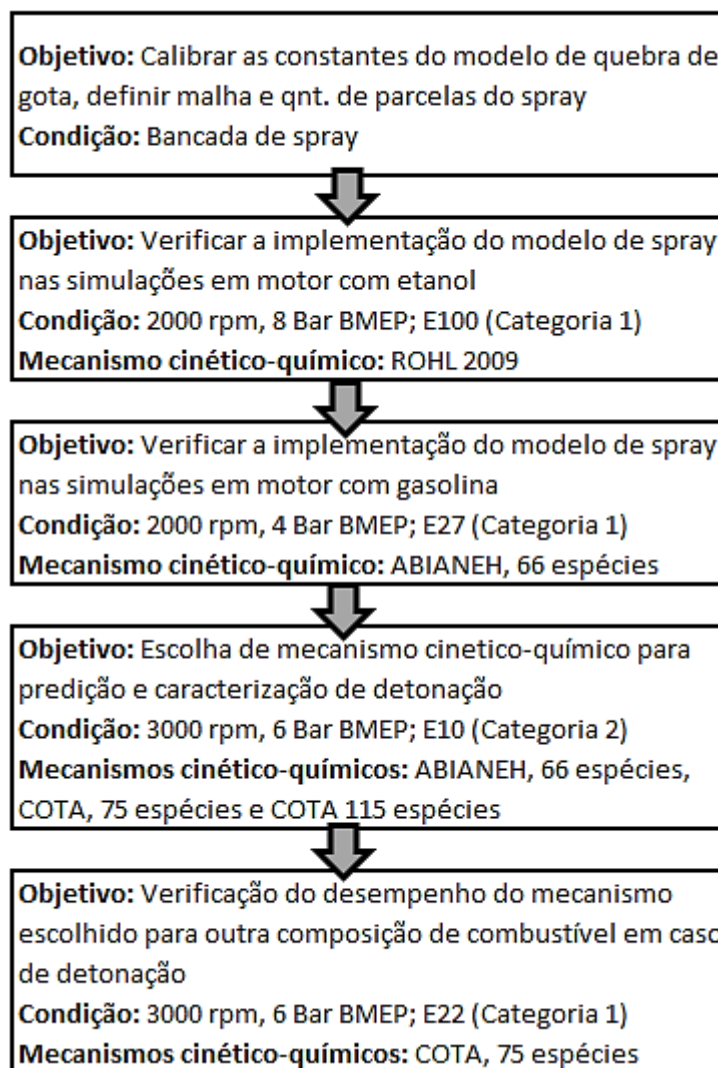 Objetivo: Calibrar as constantes do modelo de quebra de
gota, definir malha e qnt. de parcelas do spray
Condição: Bancada de spray
Objetivo: Verificar a implementação do modelo de spray
nas simulações em motor com etanol
Condição: 2000 rpm, 8 Bar BMEP; E100 (Categoria 1)
Mecanismo cinético-químico: ROHL 2009
Objetivo: Verificar a implementação do modelo de spray
nas simulações em motor com gasolina
Condição: 2000 rpm, 4 Bar BMEP; E27 (Categoria 1)
Mecanismo cinético-químico: ABIANEH, 66 espécies
Objetivo: Escolha de mecanismo cinetico-químico para
predição e caracterização de detonação
Condição: 3000 rpm, 6 Bar BMEP; E10 (Categoria 2)
Mecanismos cinético-químicos: ABIANEH, 66 espécies,
COTA, 75 espécies e COTA 115 espécies
Objetivo: Verificação do desempenho do mecanismo
escolhido para outra composição de combustível em caso
de detonação
Condição: 3000 rpm, 6 Bar BMEP; E22 (Categoria 1)
Mecanismos cinético-químicos: COTA, 75 espécies